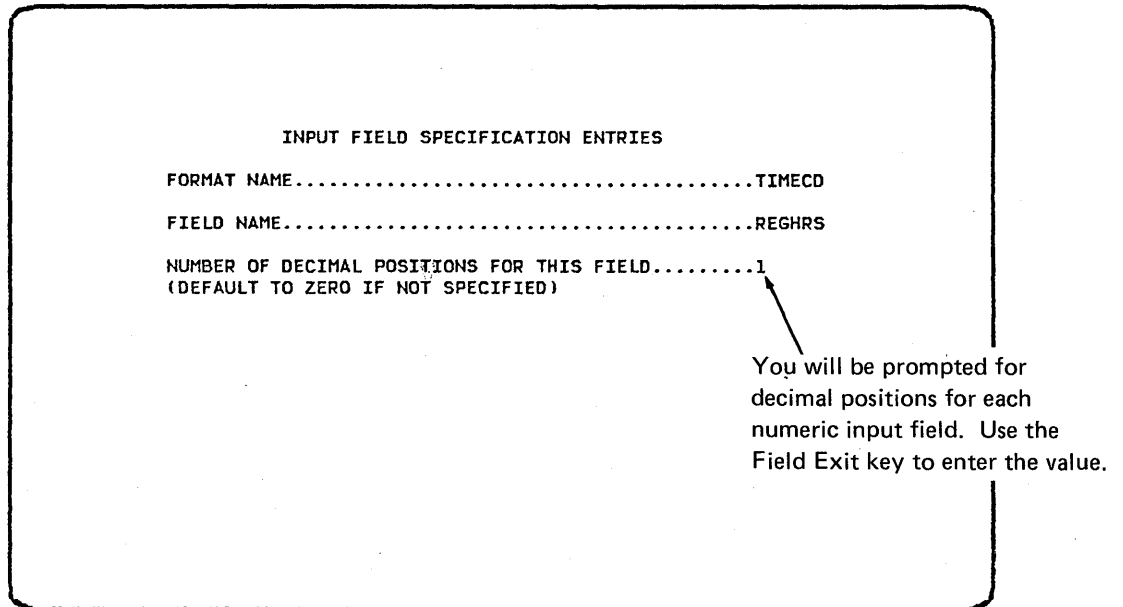 INPUT FIELD SPECIFICATION ENTRIES
FORMAT NAME........................................TIMECD
FIELD NAME.........................................REGHRS
NUMBER OF DECIMAL POSITIONS FOR THIS FIELD.........1
(DEFAULT TO ZERO IF NOT SPECIFIED)
You will be prompted for
decimal positions for each
numeric input field. Use the
Field Exit key to enter the value.